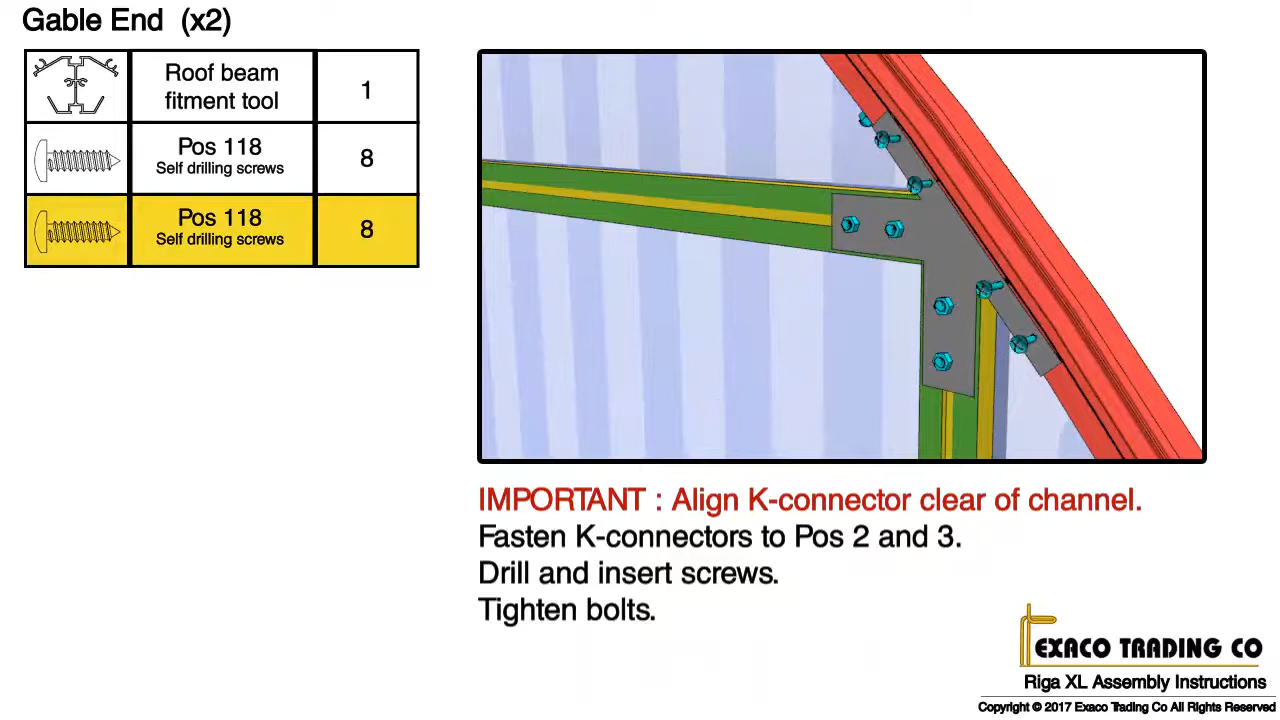 Gable End (x2)
Roof beam
fitment tool
1
Pos 118
Self drilling screws
8
Pos 118
Self drilling screws
8
IMPORTANT : Align K-connector clear of channel.
Fasten K-connectors to Pos 2 and 3.
Drill and insert screws.
Tighten bolts.
EXACO TRADING CO
Riga XL Assembly Instructions
Copyright © 2017 Exaco Trading Co All Rights Reserved